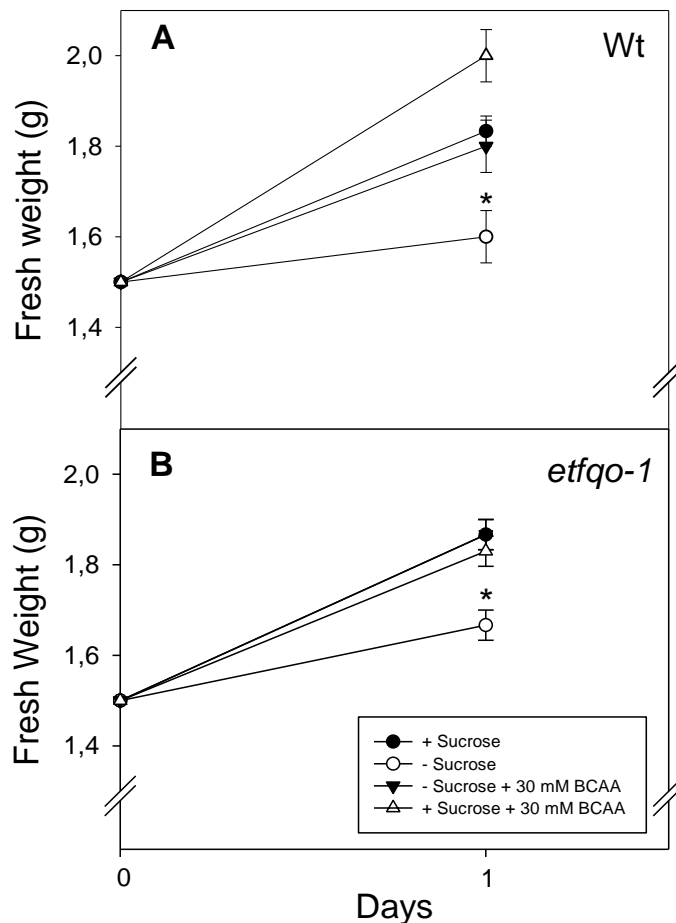 A
Wt
2,0
1,8
1,6
1,4
Fresh weight (g)
*
B
etfqo-1
2,0
1,8
1,6
1,4
Fresh Weight (g)
*
+ Sucrose
- Sucrose
- Sucrose + 30 mM BCAA
+ Sucrose + 30 mM BCAA
0
1
Days